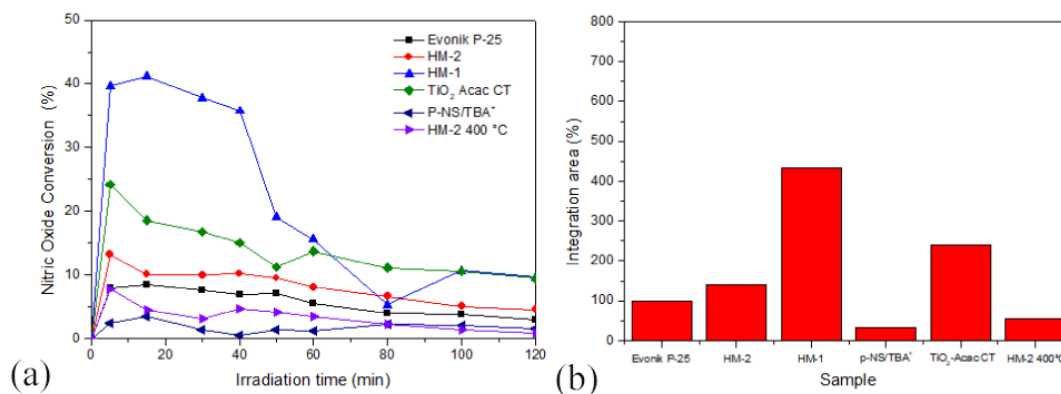 (a)
50
40
30
20
10
0
Nitric Oxide Conversion (%)
0 20 40 60 80 100 120
Irradiation time (min)
Evonik P-25
HM-2
HM-1
TiO₂ Acac CT
P-NS/TBA⁺
HM-2 400 °C
(b)
800
700
600
500
400
300
200
100
0
Integration area (%)
Evonik P-25 HM-2 HM-1 p-NS/TBA⁺ TiO₂-Acac CT HM-2 400°C
Sample